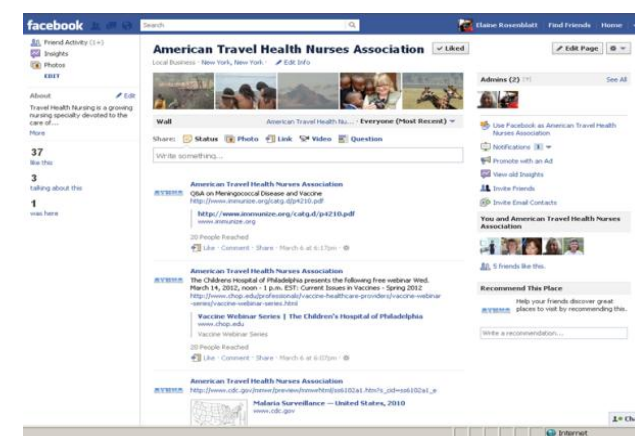 facebook
Search
Elaine Rosenblatt Find Friends Home
Friend Activity (1+)
Insights
Photos
EDIT
About Edit
Travel Health Nursing is a growing
nursing specialty devoted to the
care of....
More
37
like this
3
talking about this
1
was here
American Travel Health Nurses Association Liked
Local Business · New York, New York · Edit Info
Wall American Travel Health Nu... · Everyone (Most Recent)
Share: Status Photo Link Video Question
Write something...
American Travel Health Nurses Association
Q&A on Meningococcal Disease and Vaccine
http://www.immunize.org/catg.d/p4210.pdf
http://www.immunize.org/catg.d/p4210.pdf
www.immunize.org
20 People Reached
Like · Comment · Share · March 6 at 6:17pm
American Travel Health Nurses Association
The Childrens Hospital of Philadelphia presents the following free webinar Wed.
March 14, 2012, noon - 1 p.m. EST: Current Issues in Vaccines - Spring 2012
http://www.chop.edu/professionals/vaccine-healthcare-providers/vaccine-webinar
-series/vaccine-webinar-series.html
Vaccine Webinar Series | The Children's Hospital of Philadelphia
www.chop.edu
Vaccine Webinar Series
20 People Reached
Like · Comment · Share · March 6 at 6:07pm
American Travel Health Nurses Association
http://www.cdc.gov/mmwr/preview/mmwrhtml/ss6102a1.htm?s_cid=ss6102a1_e
Malaria Surveillance — United States, 2010
www.cdc.gov
Edit Page
Admins (2) See All
Use Facebook as American Travel Health
Nurses Association
Notifications
Promote with an Ad
View old Insights
Invite Friends
Invite Email Contacts
You and American Travel Health Nurses
Association
5 friends like this.
Recommend This Place
Help your friends discover great
places to visit by recommending this.
Write a recommendation...
Internet